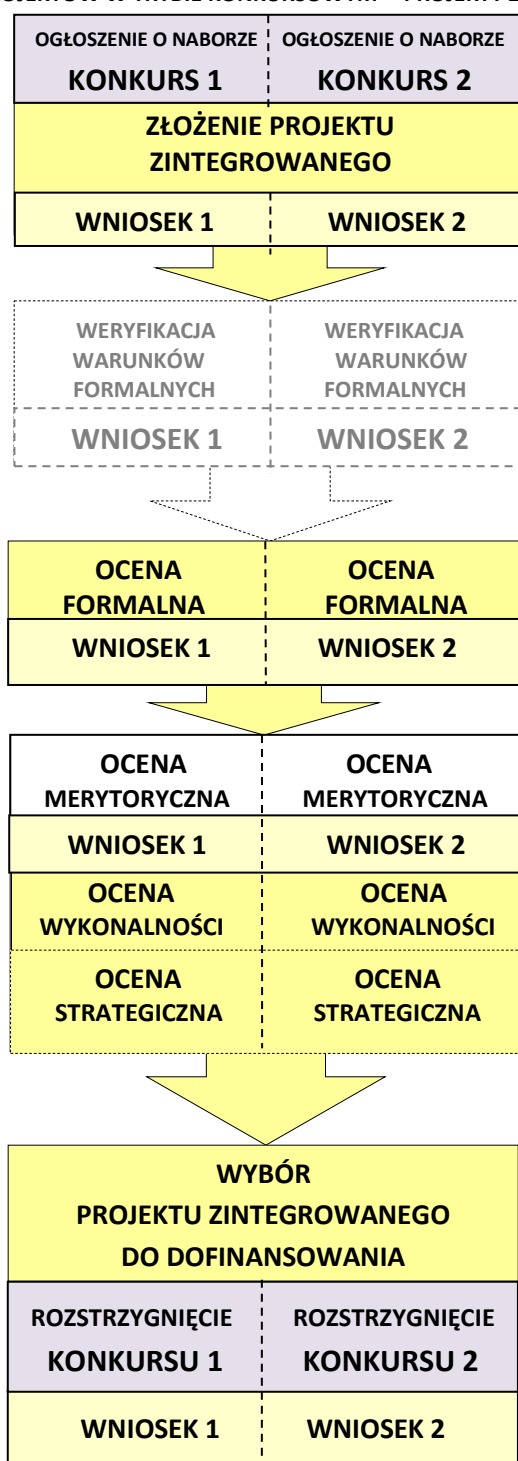 W TRYBIE KONKURSOWYM
OGŁOSZENIE O NABORZE OGŁOSZENIE O NABORZE
KONKURS 1 KONKURS 2
ZŁOŻENIE PROJEKTU
ZINTEGROWANEGO
WNIOSEK 1 WNIOSEK 2
WERYFIKACJA WERYFIKACJA
WARUNKÓW WARUNKÓW
FORMALNYCH FORMALNYCH
WNIOSEK 1 WNIOSEK 2
OCENA OCENA
FORMALNA FORMALNA
WNIOSEK 1 WNIOSEK 2
OCENA OCENA
MERYTORYCZNA MERYTORYCZNA
WNIOSEK 1 WNIOSEK 2
OCENA OCENA
WYKONALNOŚCI WYKONALNOŚCI
OCENA OCENA
STRATEGICZNA STRATEGICZNA
WYBÓR
PROJEKTU ZINTEGROWANEGO
DO DOFINANSOWANIA
ROZSTRZYGNIĘCIE ROZSTRZYGNIĘCIE
KONKURSU 1 KONKURSU 2
WNIOSEK 1 WNIOSEK 2